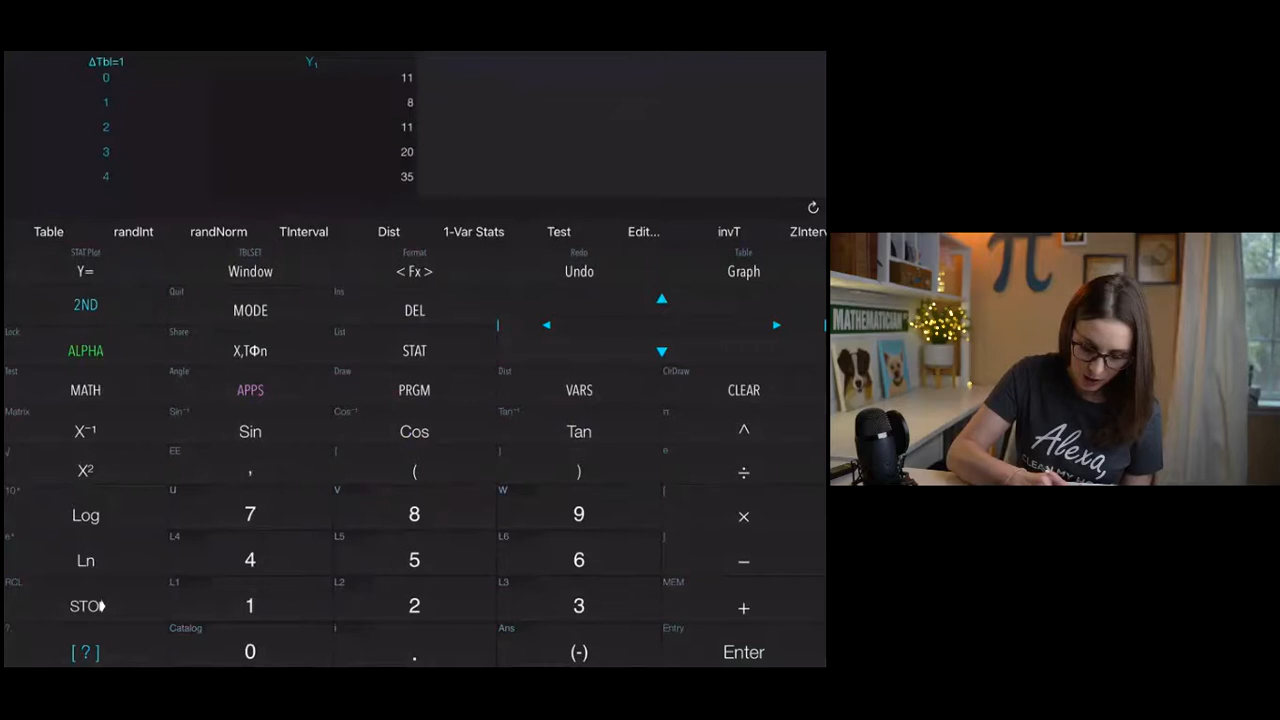 ΔTbl=1 Y₁
0 11
1 8
2 11
3 20
4 35
Table randInt randNorm TInterval Dist 1-Var Stats Test Edit... invT ZInterv
STAT Plot TBLSET Format Redo Table
Y= Window < Fx > Undo Graph
Quit Ins
2ND MODE DEL
Lock Share List
ALPHA X,TΦn STAT
Test Angle Draw Dist ClrDraw
MATH APPS PRGM VARS CLEAR
Matrix Sin⁻¹ Cos⁻¹ Tan⁻¹ π
X⁻¹ Sin Cos Tan ^
√ EE { } e
X² , ( ) ÷
10ˣ u v w [
Log 7 8 9 ×
eˣ L4 L5 L6 ]
Ln 4 5 6 −
RCL L1 L2 L3 MEM
STO 1 2 3 +
?. Catalog i Ans Entry
[ ? ] 0 . (-) Enter
MATHEMATICIAN
Alexa,
CLEAN MY